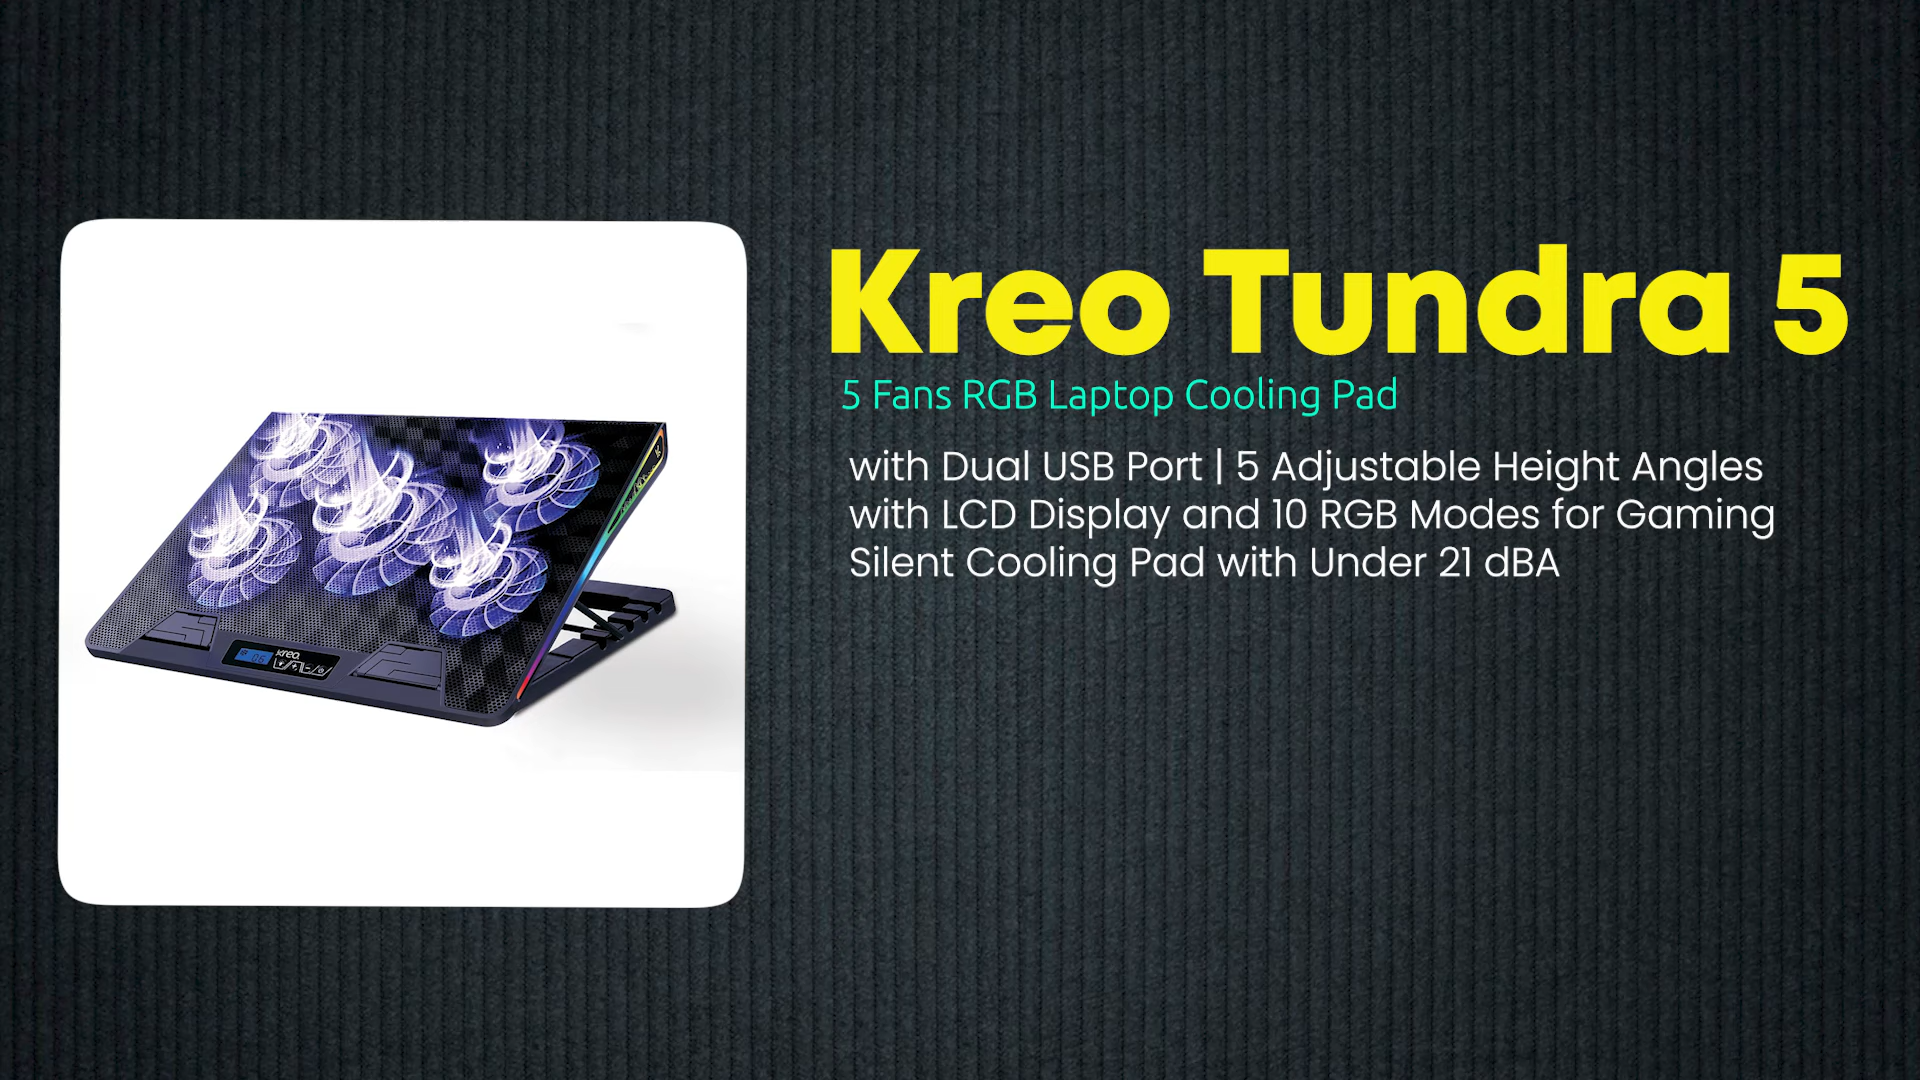 Kreo Tundra 5
5 Fans RGB Laptop Cooling Pad
with Dual USB Port | 5 Adjustable Height Angles
with LCD Display and 10 RGB Modes for Gaming
Silent Cooling Pad with Under 21 dBA
kreo
06